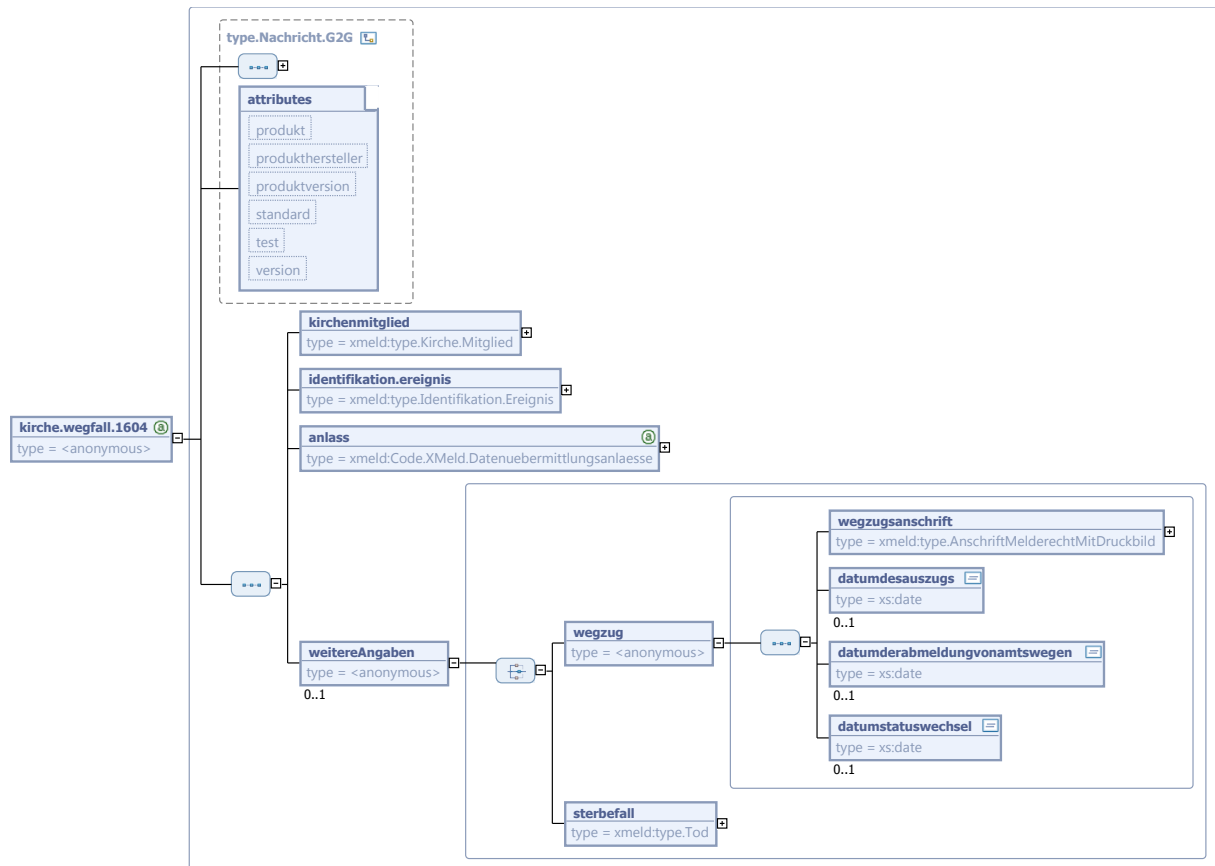 type.Nachricht.G2G
attributes
produkt
produkthersteller
produktversion
standard
test
version
kirchenmitglied
type = xmeld:type.Kirche.Mitglied
identifikation.ereignis
type = xmeld:type.Identifikation.Ereignis
kirche.wegfall.1604 a
type = <anonymous>
anlass a
type = xmeld:Code.XMeld.Datenuebermittlungsanlaesse
wegzugsanschrift
type = xmeld:type.AnschriftMelderechtMitDruckbild
datumdesauszugs
type = xs:date
0..1
wegzug
type = <anonymous>
weitereAngaben
type = <anonymous>
0..1
datumderabmeldungvonamtswegen
type = xs:date
0..1
datumstatuswechsel
type = xs:date
0..1
sterbefall
type = xmeld:type.Tod